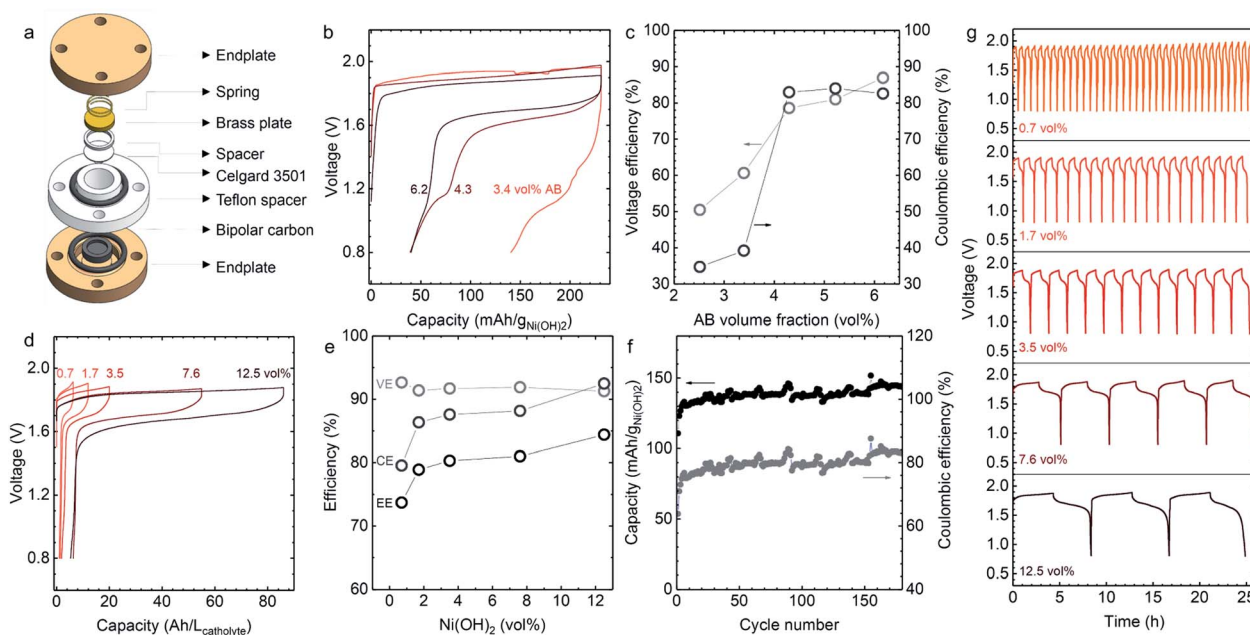 a
Endplate
Spring
Brass plate
Spacer
Celgard 3501
Teflon spacer
Bipolar carbon
Endplate
b
Voltage (V)
2.0
1.6
1.2
0.8
6.2
4.3
3.4 vol% AB
0 50 100 150 200
Capacity (mAh/gNi(OH)2)
c
Voltage efficiency (%)
100
90
80
70
60
50
40
30
Coulombic efficiency (%)
100
90
80
70
60
50
40
30
2 3 4 5 6
AB volume fraction (vol%)
d
Voltage (V)
2.0
1.6
1.2
0.8
0.7 1.7 3.5 7.6 12.5 vol%
0 20 40 60 80
Capacity (Ah/Lcatholyte)
e
Efficiency (%)
100
90
80
70
60
VE
CE
EE
0 2 4 6 8 10 12
Ni(OH)2 (vol%)
f
Capacity (mAh/gNi(OH)2)
150
100
50
0
Coulombic efficiency (%)
120
100
80
60
40
0 50 100 150
Cycle number
g
Voltage (V)
2.0
1.5
1.0
0.5
0.7 vol%
2.0
1.5
1.0
0.5
1.7 vol%
2.0
1.5
1.0
0.5
3.5 vol%
2.0
1.5
1.0
0.5
7.6 vol%
2.0
1.5
1.0
0.5
12.5 vol%
0 5 10 15 20 25
Time (h)